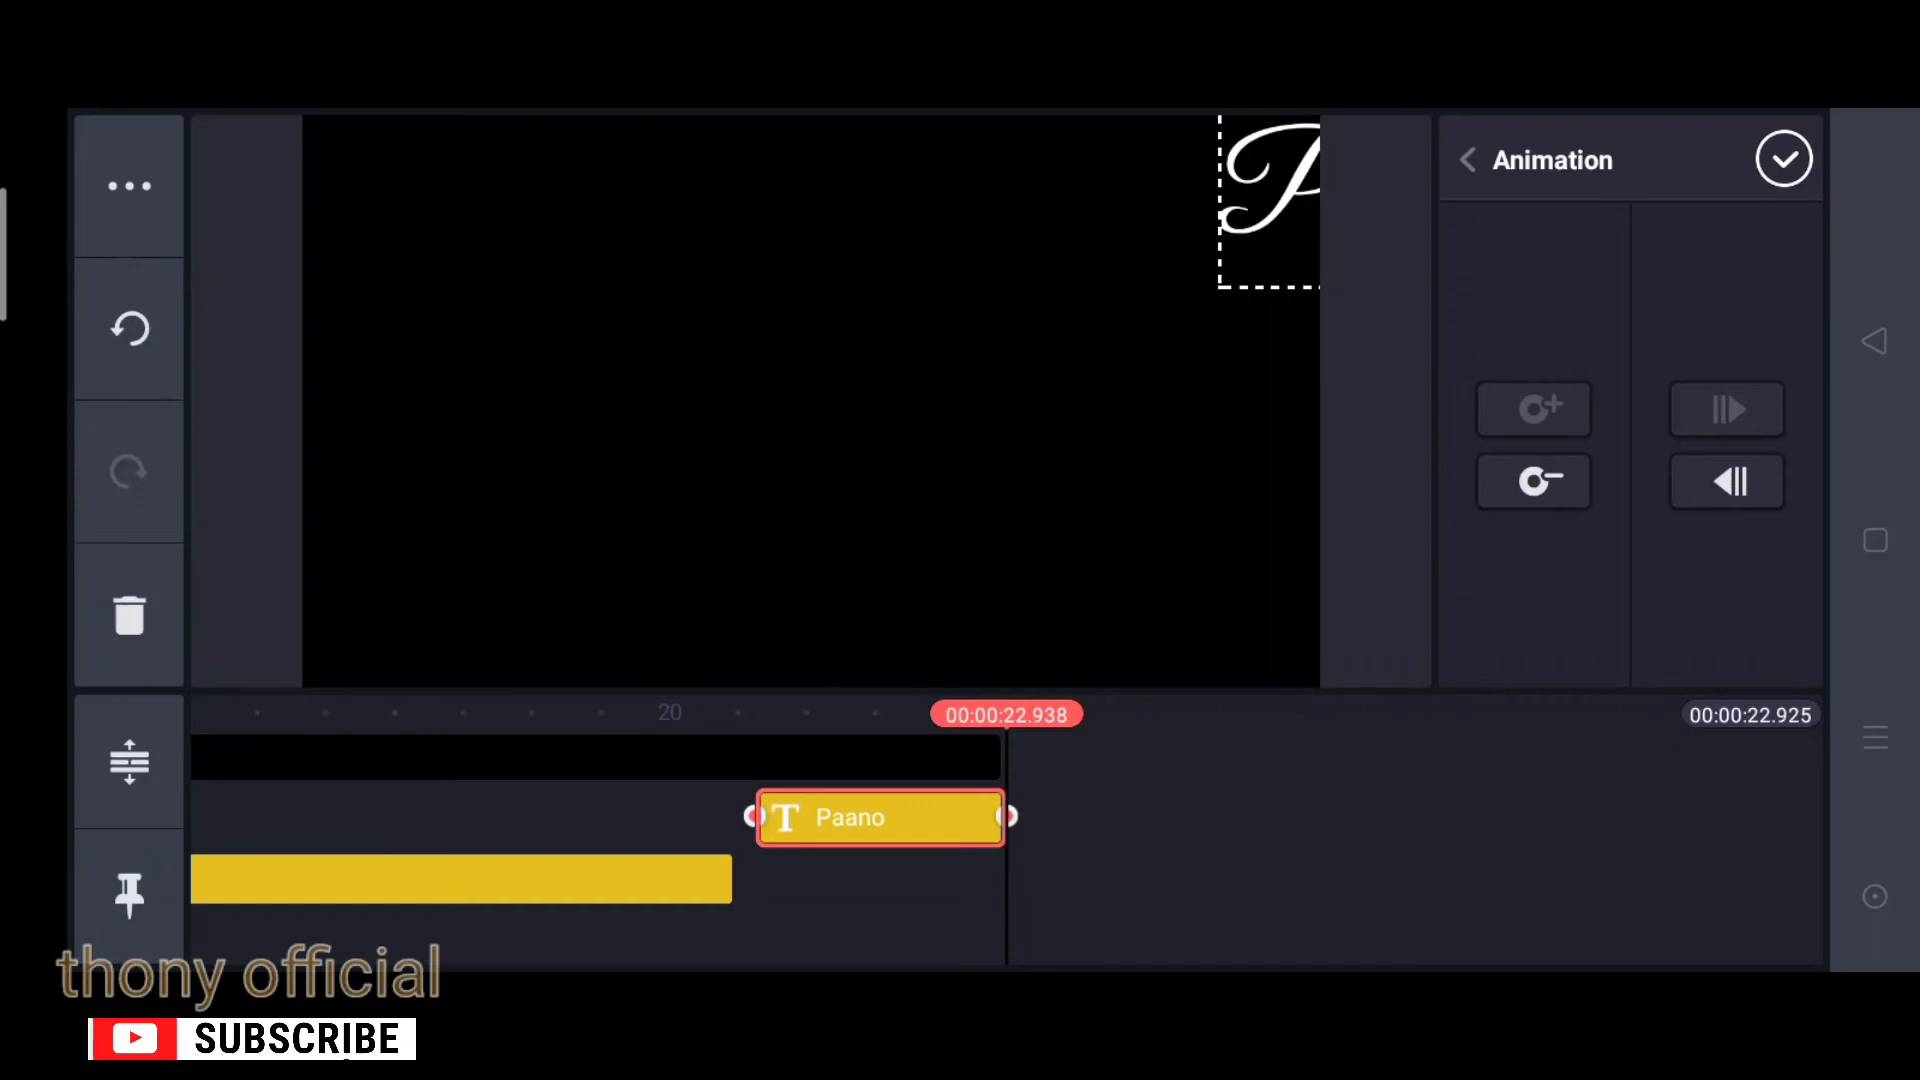 Animation
P
20
00:00:22.938
00:00:22.925
T Paano
thony official
SUBSCRIBE